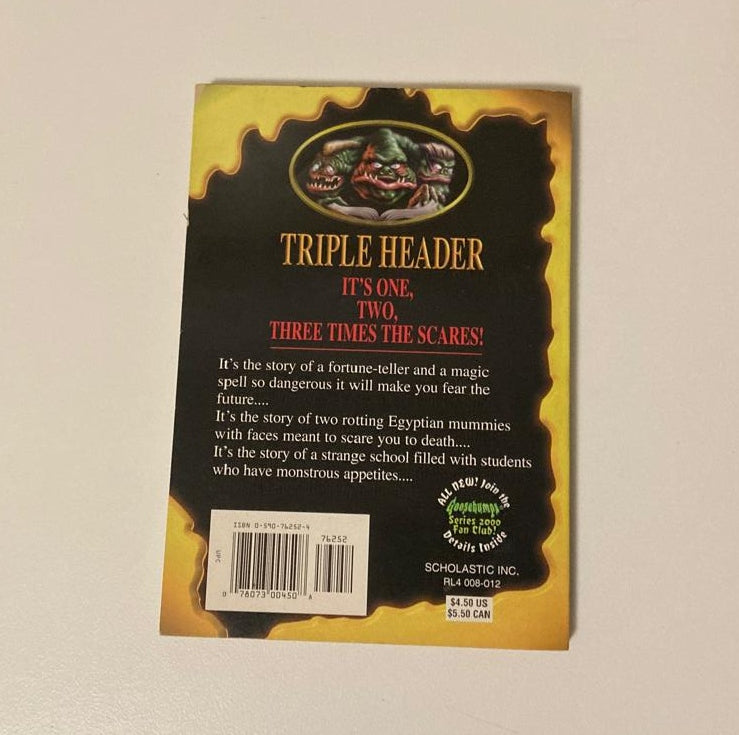 TRIPLE HEADER
IT'S ONE,
TWO,
THREE TIMES THE SCARES!
It's the story of a fortune-teller and a magic
spell so dangerous it will make you fear the
future....
It's the story of two rotting Egyptian mummies
with faces meant to scare you to death....
It's the story of a strange school filled with students
who have monstrous appetites....
ALL NEW! Join the
Goosebumps
Series 2000
Fan Club!
Details Inside
ISBN 0-590-76252-4
76252
UPC
0 76073 00450 A
SCHOLASTIC INC.
RL4 008-012
$4.50 US
$5.50 CAN